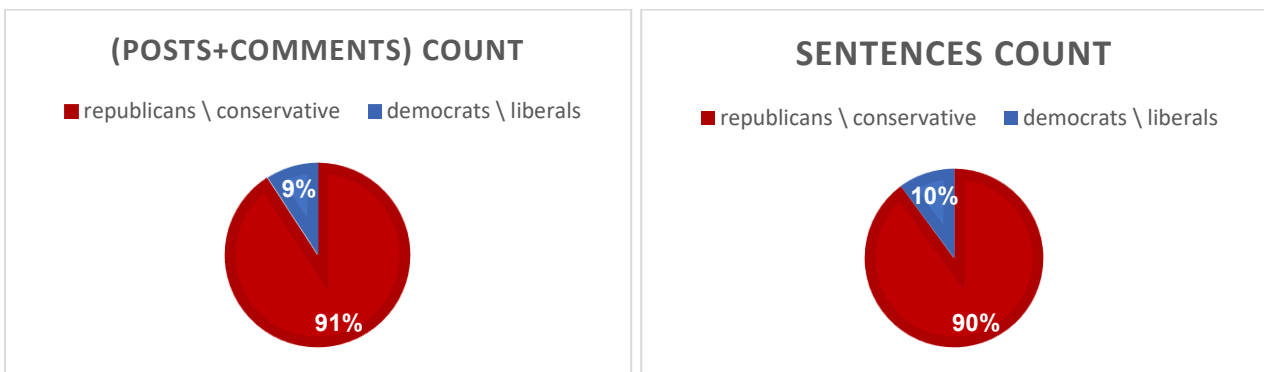 (POSTS+COMMENTS) COUNT
republicans \ conservative democrats \ liberals
9%
91%
SENTENCES COUNT
republicans \ conservative democrats \ liberals
10%
90%